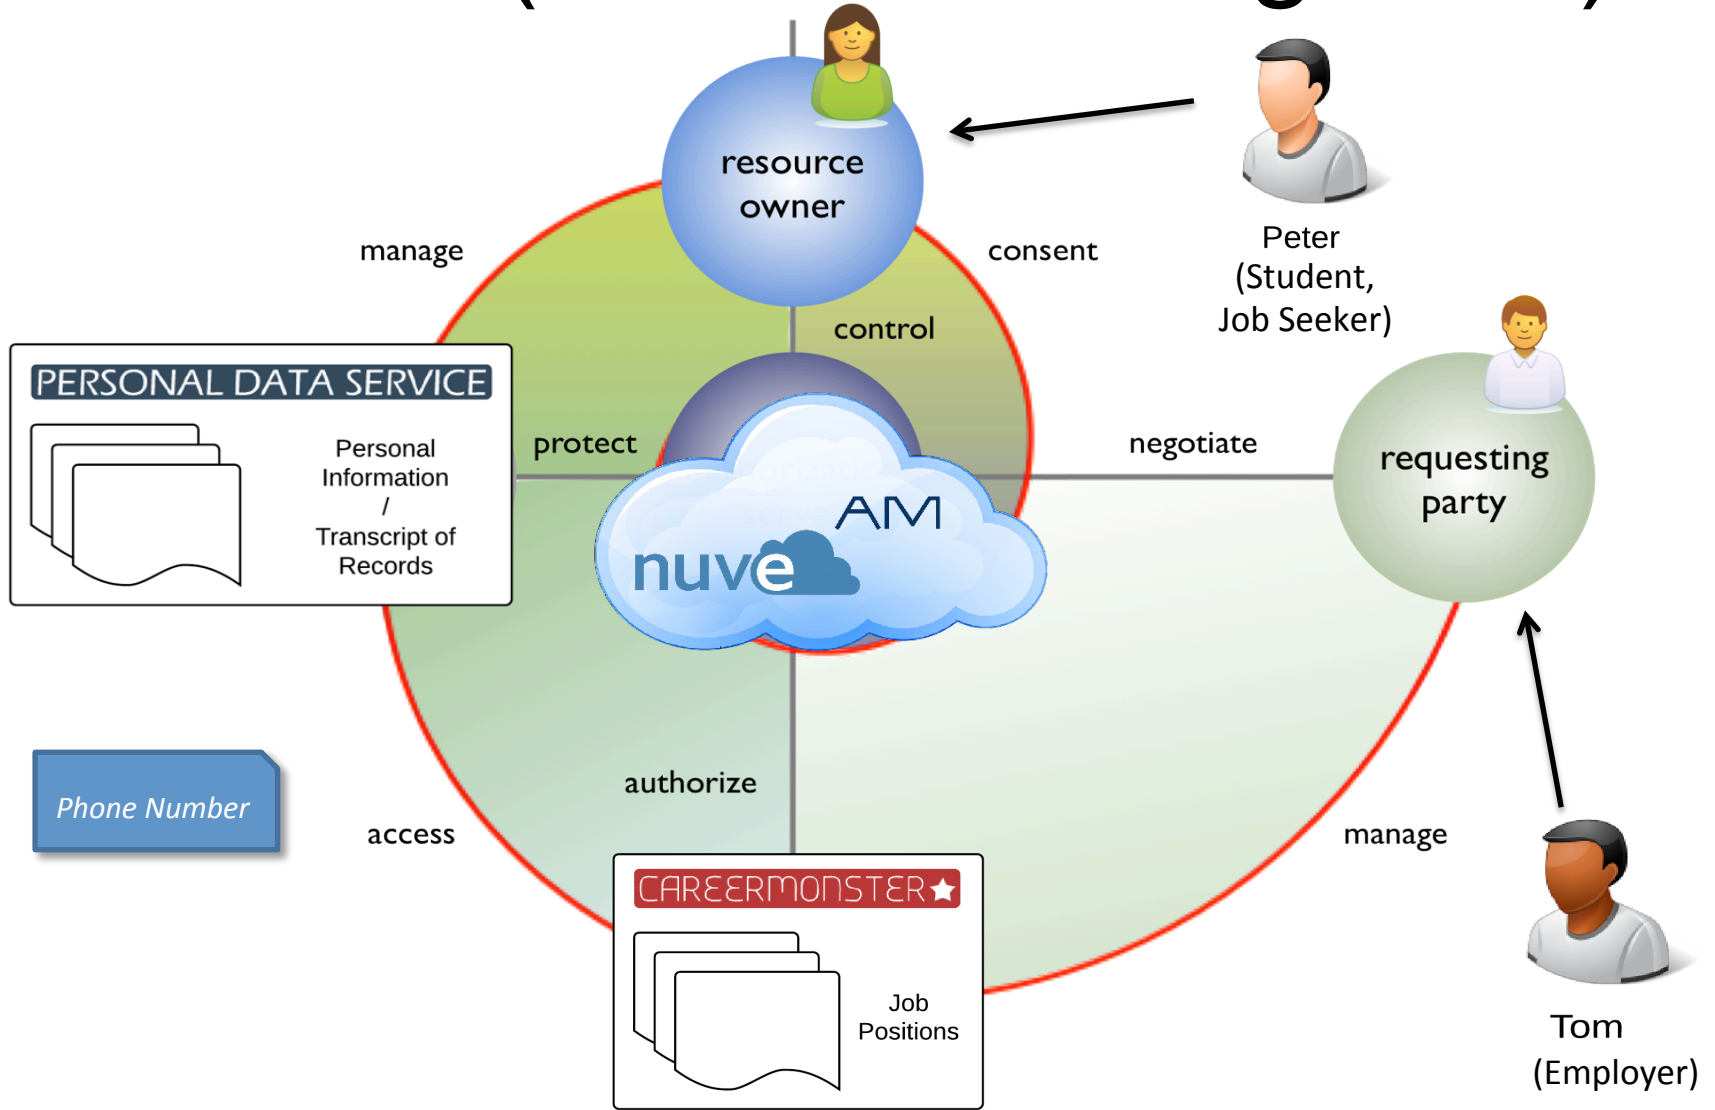 resource
owner
manage
consent
Peter
(Student,
Job Seeker)
control
PERSONAL DATA SERVICE
Personal
Information
/
Transcript of
Records
protect
negotiate
requesting
party
AM
nuve
authorize
Phone Number
access
manage
CAREERMONSTER
Job
Positions
Tom
(Employer)